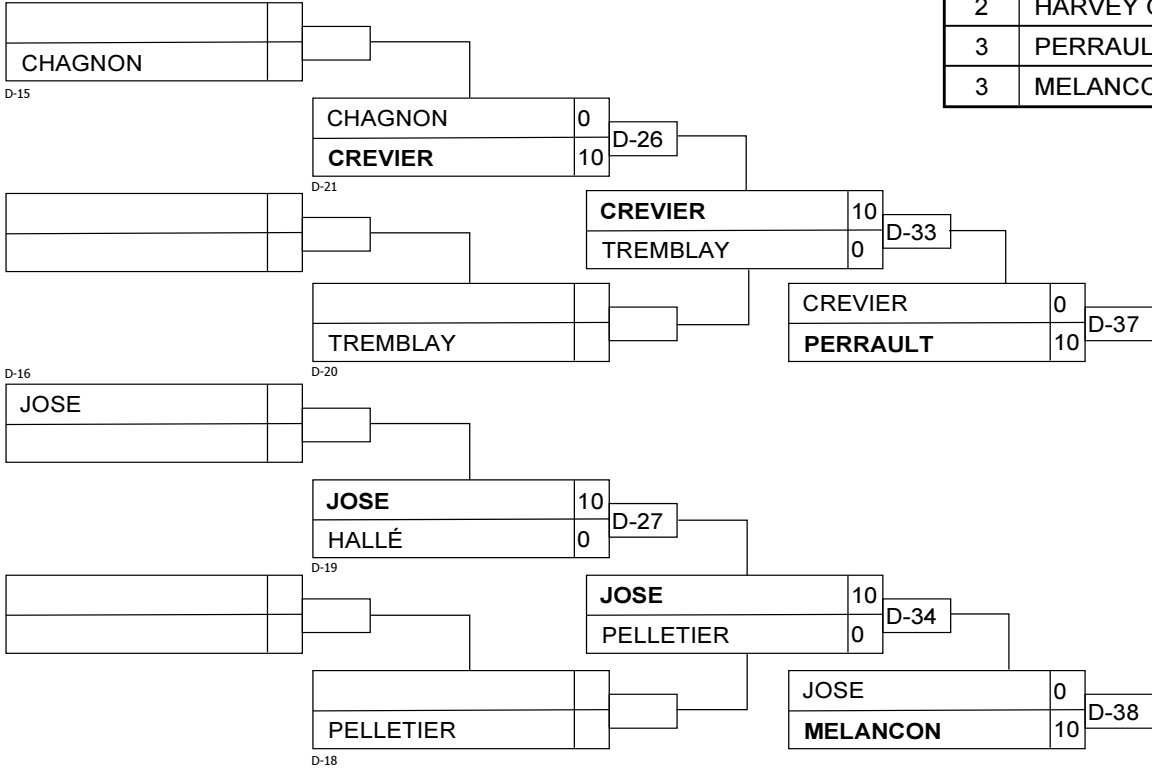 2 HARVEY
3 PERRAUL
3 MELANCO
CHAGNON
D-15
CHAGNON 0
D-26
CREVIER 10
D-21
CREVIER 10
D-33
TREMBLAY 0
CREVIER 0
D-37
PERRAULT 10
TREMBLAY
D-20
D-16
JOSE
JOSE 10
D-27
HALLÉ 0
D-19
JOSE 10
D-34
PELLETIER 0
JOSE 0
D-38
MELANCON 10
PELLETIER
D-18